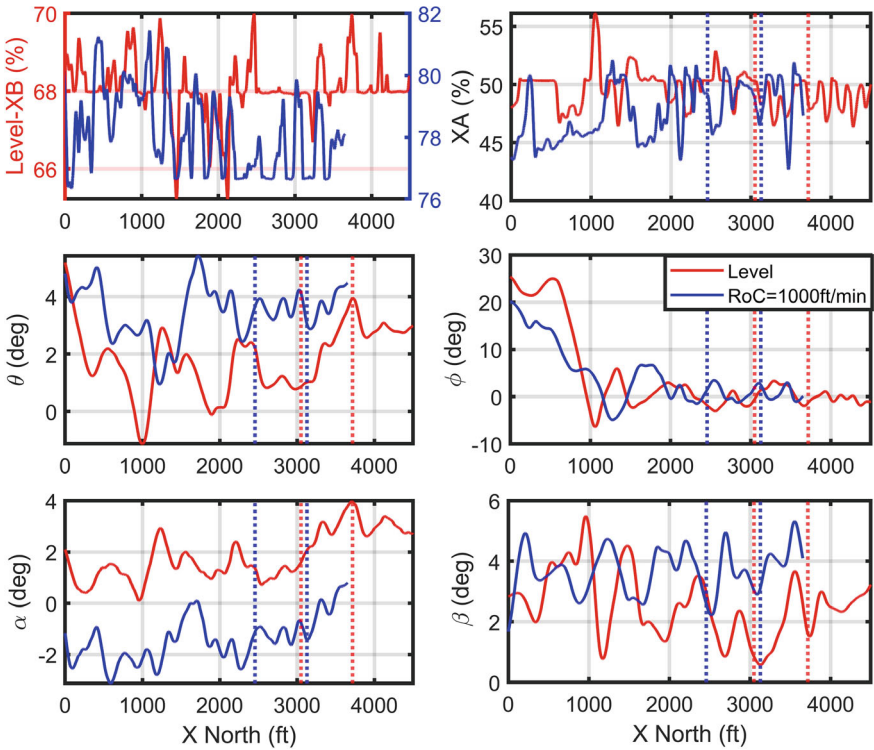 70
68
66
Level-XB (%)
82
80
78
76
0 1000 2000 3000 4000
55
50
45
40
XA (%)
0 1000 2000 3000 4000
4
2
0
θ (deg)
0 1000 2000 3000 4000
30
20
10
0
-10
ϕ (deg)
Level
RoC=1000ft/min
0 1000 2000 3000 4000
4
2
0
-2
α (deg)
0 1000 2000 3000 4000
X North (ft)
6
4
2
0
β (deg)
0 1000 2000 3000 4000
X North (ft)